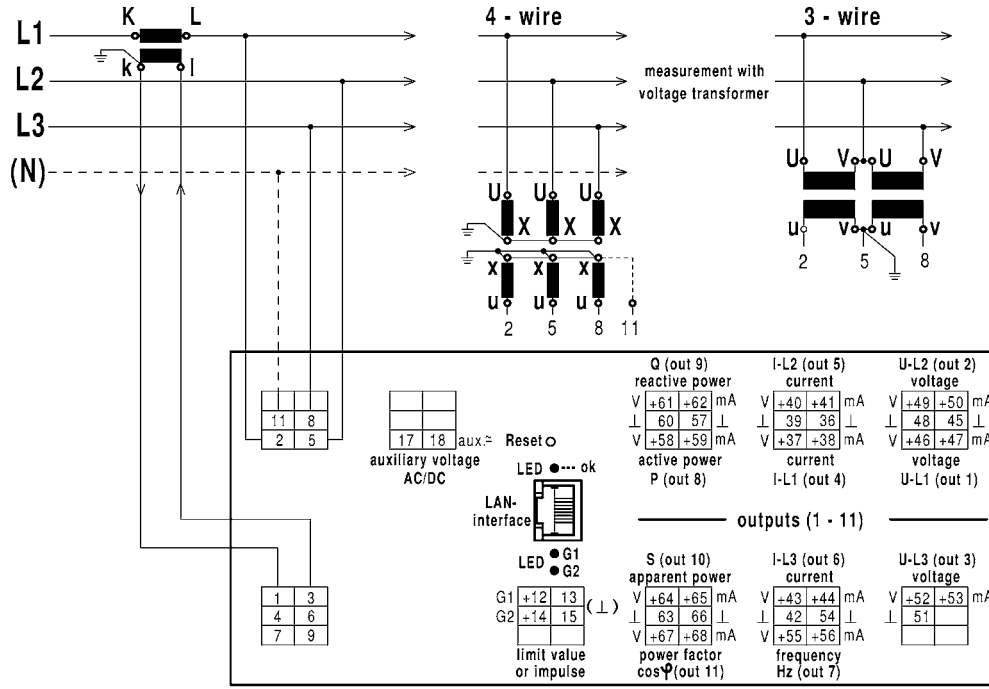 K L 4 - wire 3 - wire
L1
k l
L2 measurement with
voltage transformer
L3
(N)
U V U V
U U U
X X X
u v v
u
2 5 8
x x x
u u u
2 5 8 11
Q (out 9) I-L2 (out 5) U-L2 (out 2)
reactive power current voltage
V +61 +62 mA V +40 +41 mA V +49 +50 mA
11 8 ⊥ 60 57 ⊥ ⊥ 39 36 ⊥ ⊥ 48 45 ⊥
2 5 17 18 aux.≂ Reset V +58 +59 mA V +37 +38 mA V +46 +47 mA
auxiliary voltage active power current voltage
AC/DC LED --- ok P (out 8) I-L1 (out 4) U-L1 (out 1)
LAN-
interface
outputs (1 - 11)
LED G1
G2
S (out 10) I-L3 (out 6) U-L3 (out 3)
apparent power current voltage
1 3 G1 +12 13 (⊥) V +64 +65 mA V +43 +44 mA V +52 +53 mA
4 6 G2 +14 15 ⊥ 63 66 ⊥ ⊥ 42 54 ⊥ ⊥ 51
7 9 V +67 +68 mA V +55 +56 mA
limit value power factor frequency
or impulse cosφ (out 11) Hz (out 7)